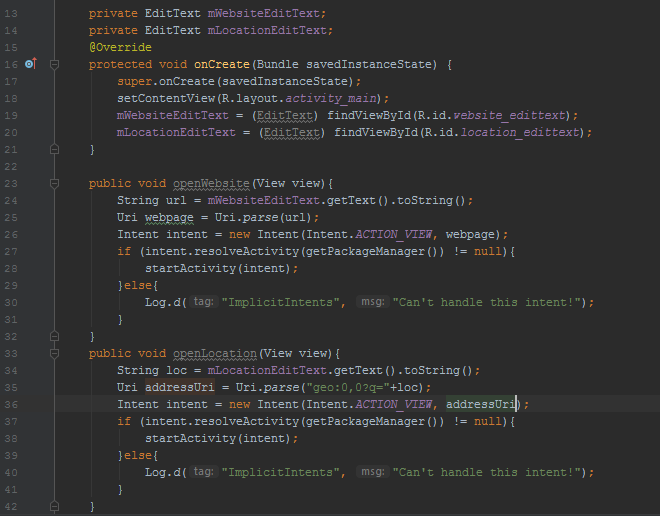 13 private EditText mWebsiteEditText;
14 private EditText mLocationEditText;
15 @Override
16 protected void onCreate(Bundle savedInstanceState) {
17 super.onCreate(savedInstanceState);
18 setContentView(R.layout.activity_main);
19 mWebsiteEditText = (EditText) findViewById(R.id.website_edittext);
20 mLocationEditText = (EditText) findViewById(R.id.location_edittext);
21 }
22
23 public void openWebsite(View view){
24 String url = mWebsiteEditText.getText().toString();
25 Uri webpage = Uri.parse(url);
26 Intent intent = new Intent(Intent.ACTION_VIEW, webpage);
27 if (intent.resolveActivity(getPackageManager()) != null){
28 startActivity(intent);
29 }else{
30 Log.d( tag: "ImplicitIntents", msg: "Can't handle this intent!");
31 }
32 }
33 public void openLocation(View view){
34 String loc = mLocationEditText.getText().toString();
35 Uri addressUri = Uri.parse("geo:0,0?q="+loc);
36 Intent intent = new Intent(Intent.ACTION_VIEW, addressUri);
37 if (intent.resolveActivity(getPackageManager()) != null){
38 startActivity(intent);
39 }else{
40 Log.d( tag: "ImplicitIntents", msg: "Can't handle this intent!");
41 }
42 }